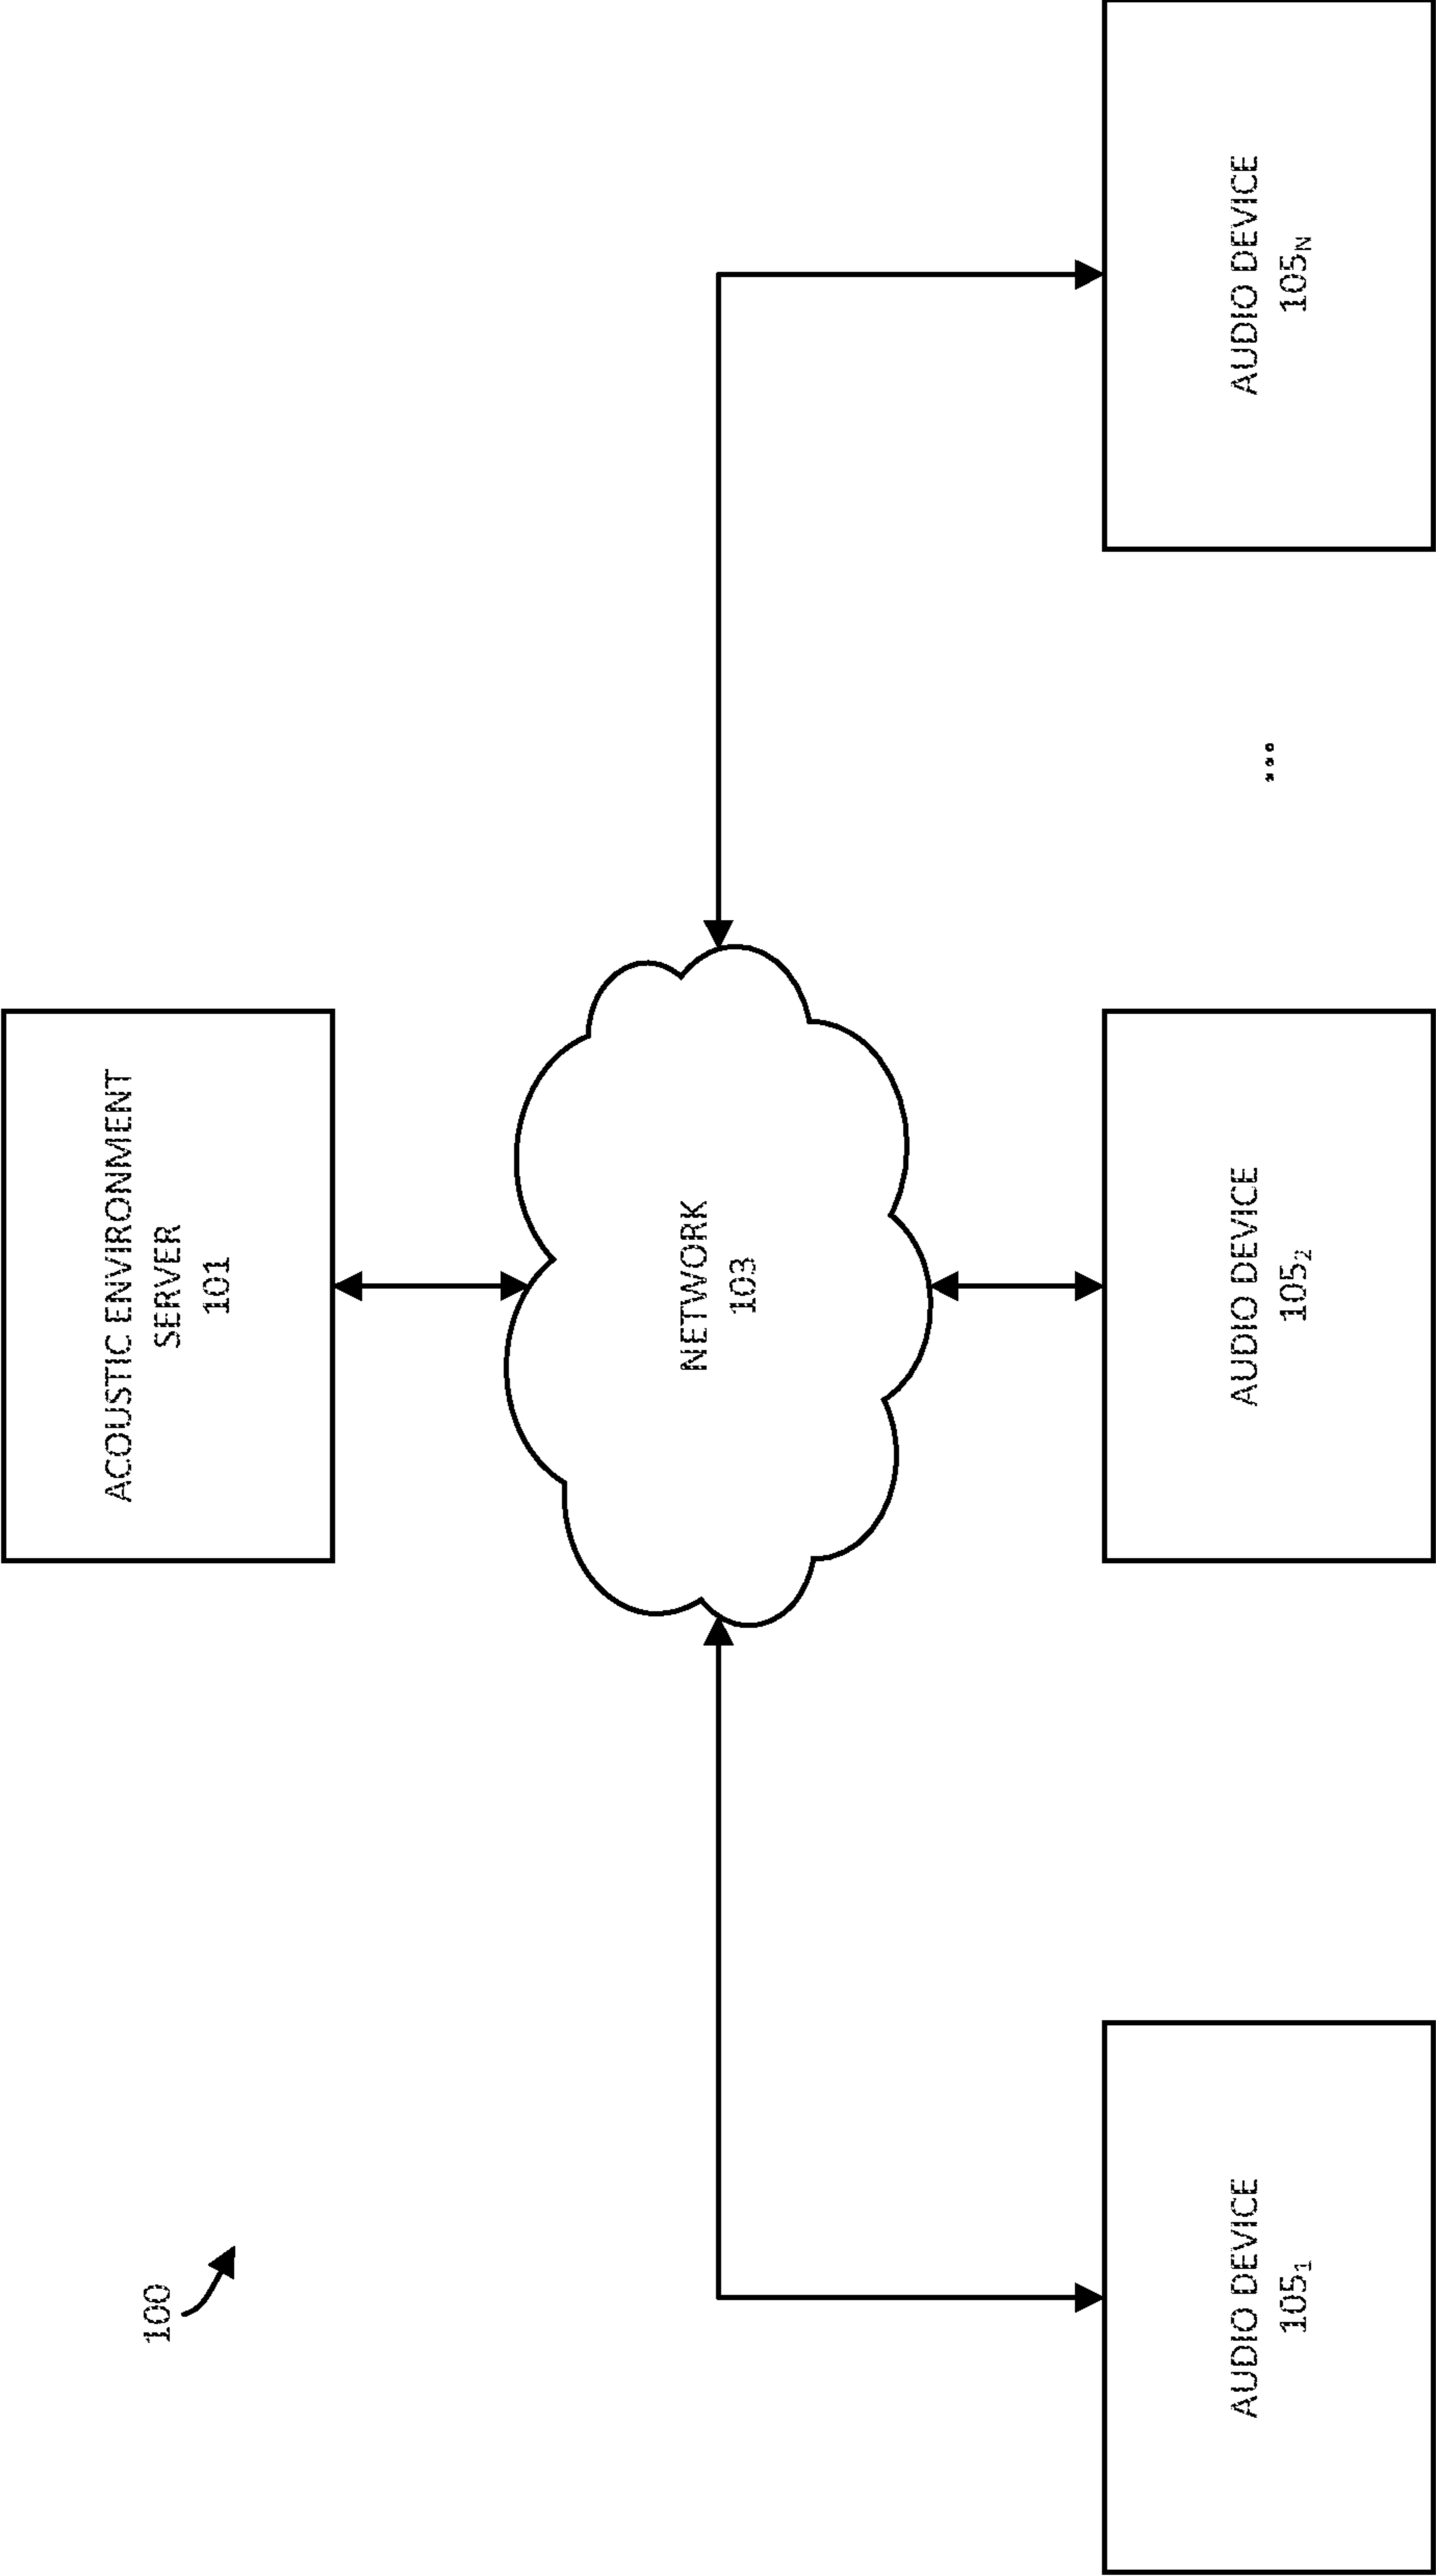 100
ACOUSTIC ENVIRONMENT
SERVER
101
NETWORK
103
AUDIO DEVICE
105₁
AUDIO DEVICE
105₂
...
AUDIO DEVICE
105N